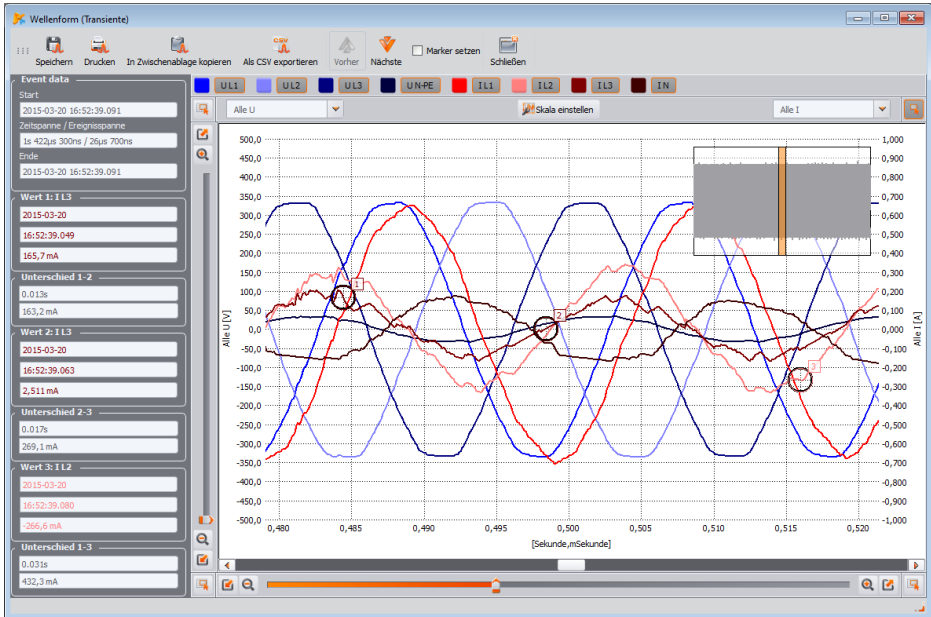 Wellenform (Transiente)
CSV
Speichern Drucken In Zwischenablage kopieren Als CSV exportieren Vorher Nächste Marker setzen Schließen
Event data
Start
2015-03-20 16:52:39.091
Zeitspanne / Ereignisspanne
1s 422µs 300ns / 26µs 700ns
Ende
2015-03-20 16:52:39.091
Wert 1: I L3
2015-03-20
16:52:39.049
165,7 mA
Unterschied 1-2
0.013s
163,2 mA
Wert 2: I L3
2015-03-20
16:52:39.063
2,511 mA
Unterschied 2-3
0.017s
269,1 mA
Wert 3: I L2
2015-03-20
16:52:39.080
-266,6 mA
Unterschied 1-3
0.031s
432,3 mA
U L1 U L2 U L3 U N-PE I L1 I L2 I L3 I N
Alle U Skala einstellen Alle I
500,0 1,000
450,0 0,900
400,0 0,800
350,0 0,700
300,0 0,600
250,0 0,500
200,0 0,400
150,0 0,300
100,0 0,200
50,0 0,100
0,0 0,000
-50,0 -0,100
-100,0 -0,200
-150,0 -0,300
-200,0 -0,400
-250,0 -0,500
-300,0 -0,600
-350,0 -0,700
-400,0 -0,800
-450,0 -0,900
-500,0 -1,000
Alle U [V]
Alle I [A]
1
2
3
0,480 0,485 0,490 0,495 0,500 0,505 0,510 0,515 0,520
[Sekunde,mSekunde]